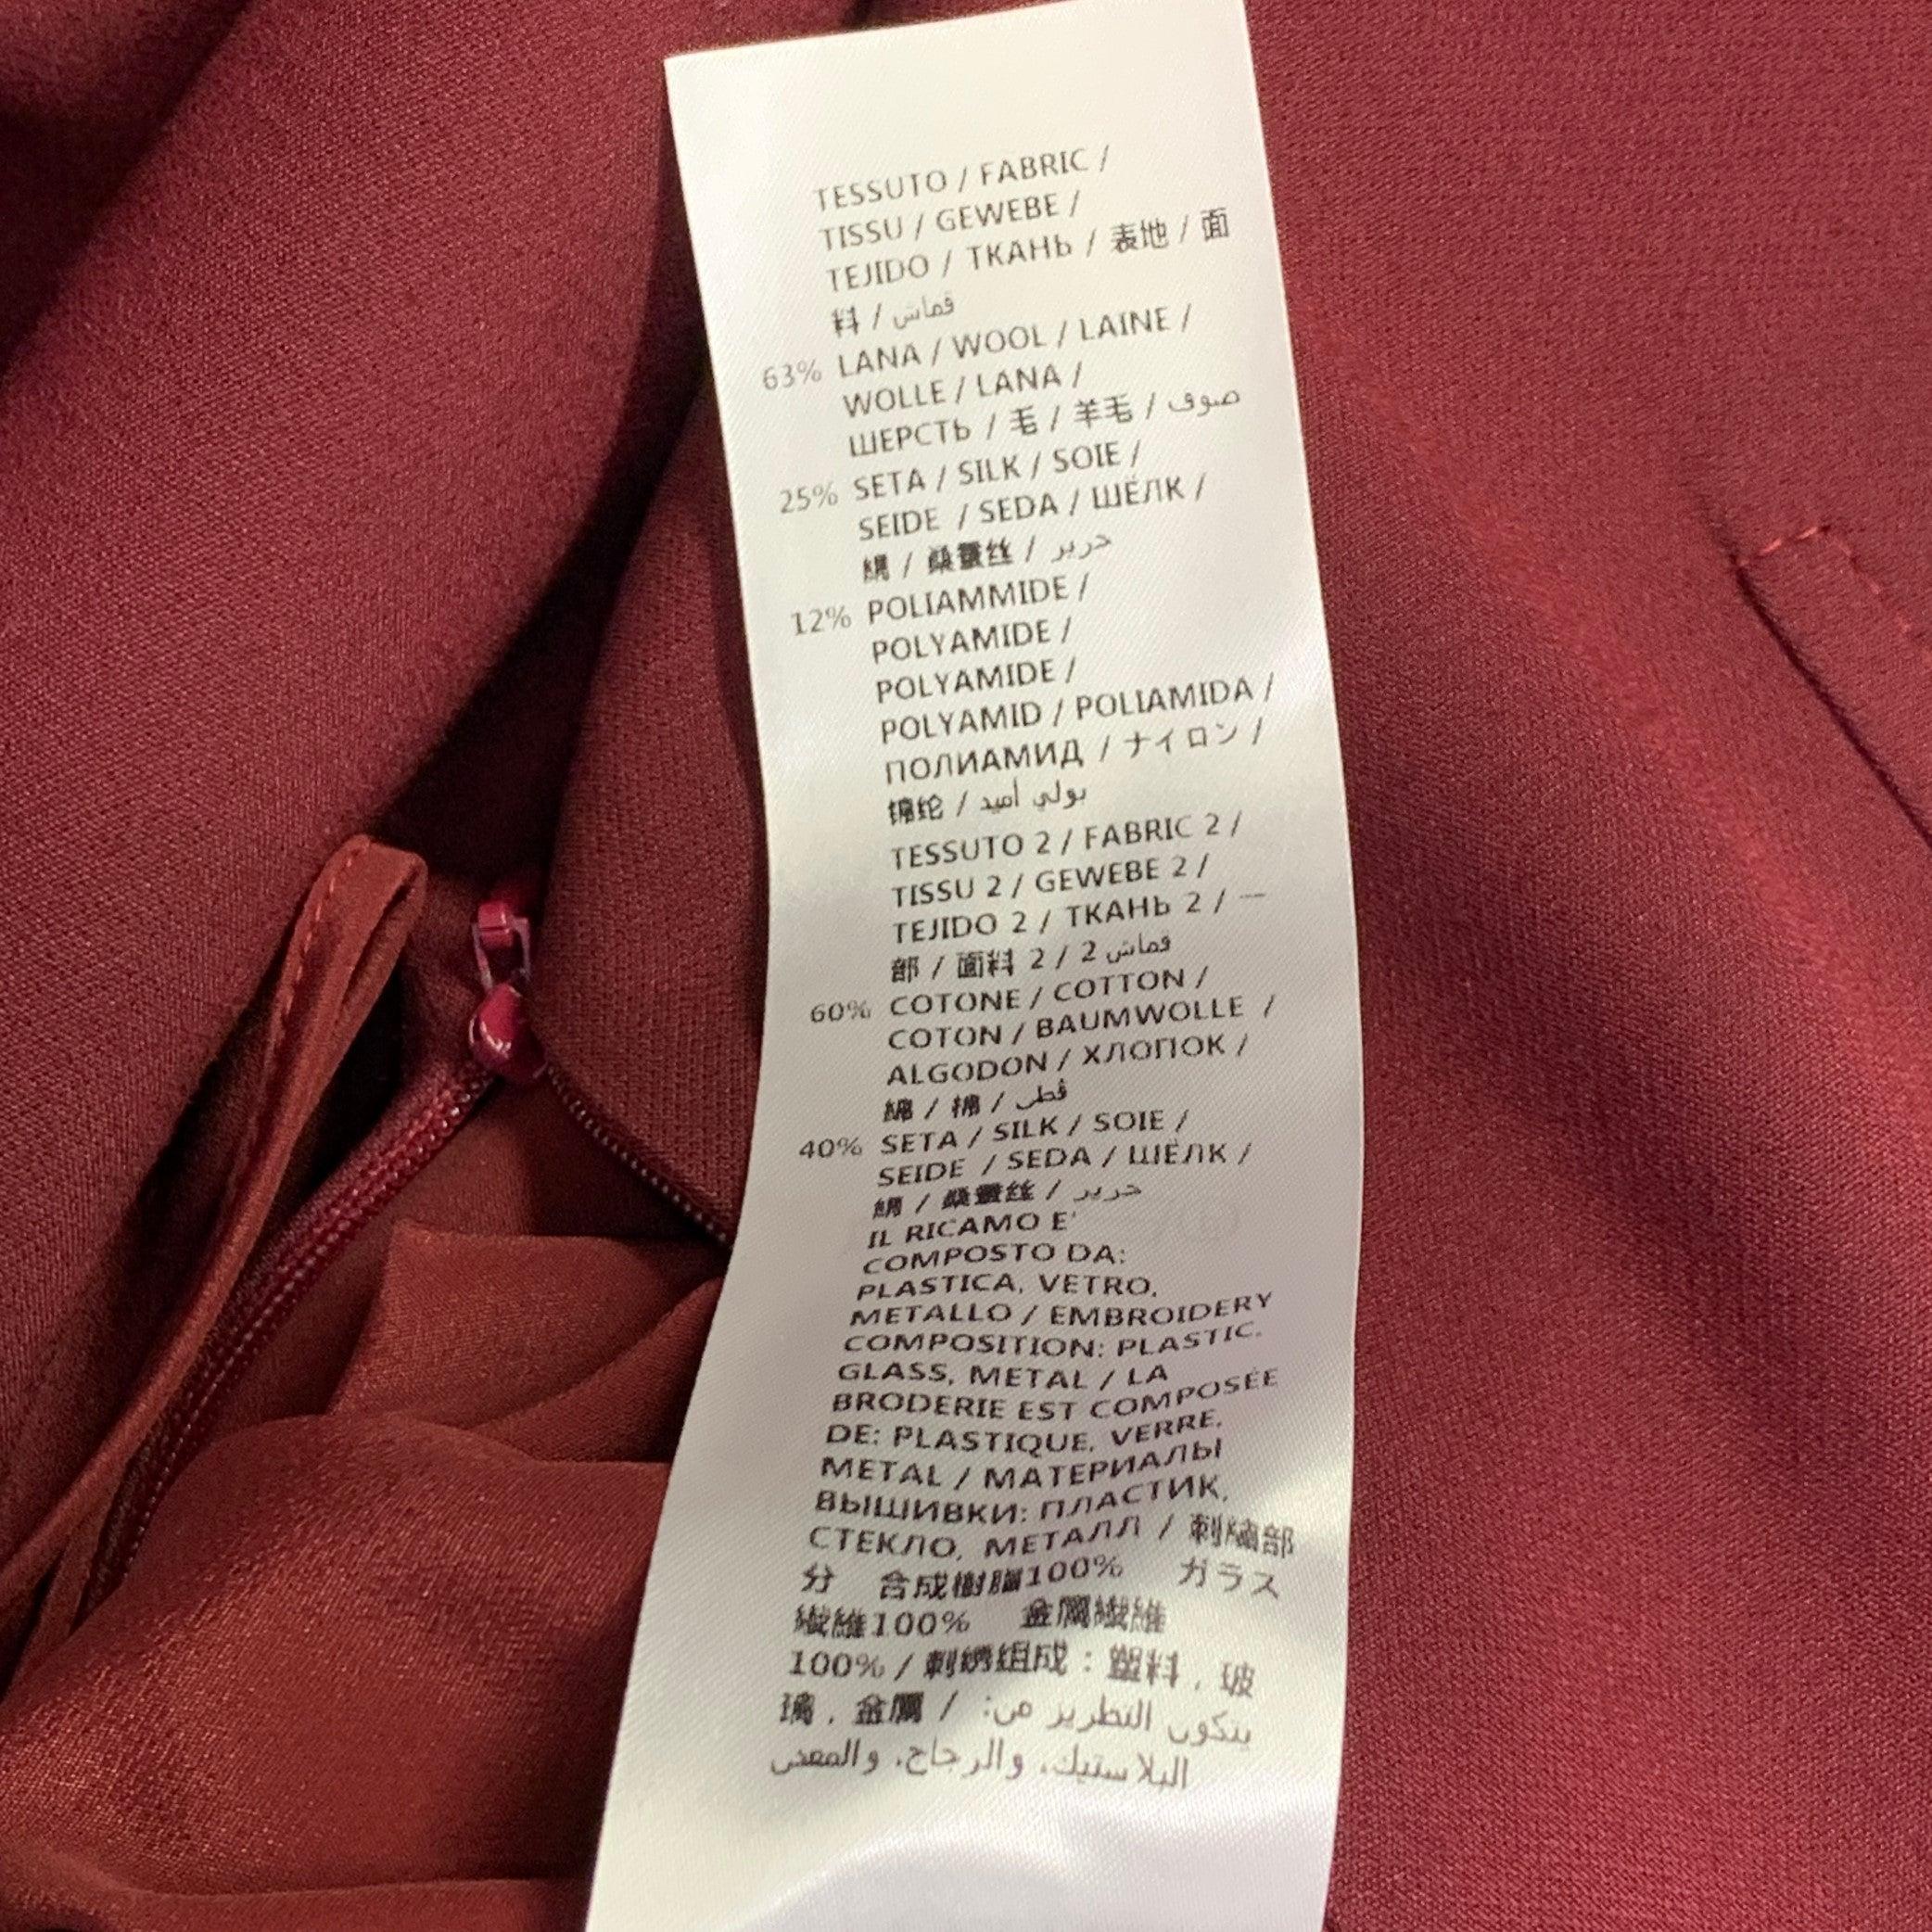 TESSUTO / FABRIC /
TISSU / GEWEBE /
TEJIDO / ТКАНЬ / 表地 / 面
料 / قماش
63% LANA / WOOL / LAINE /
WOLLE / LANA /
ШЕРСТЬ / 毛 / 羊毛 / صوف
25% SETA / SILK / SOIE /
SEIDE / SEDA / ШЁЛК /
絹 / 桑蚕丝 / حرير
12% POLIAMMIDE /
POLYAMIDE /
POLYAMIDE /
POLYAMID / POLIAMIDA /
ПОЛИАМИД / ナイロン /
锦纶 / بولي أميد
TESSUTO 2 / FABRIC 2 /
TISSU 2 / GEWEBE 2 /
TEJIDO 2 / ТКАНЬ 2 / 一
部 / 面料 2 / 2 قماش
60% COTONE / COTTON /
COTON / BAUMWOLLE /
ALGODON / ХЛОПОК /
綿 / 棉 / قطن
40% SETA / SILK / SOIE /
SEIDE / SEDA / ШЁЛК /
絹 / 桑蚕丝 / حرير
IL RICAMO E'
COMPOSTO DA:
PLASTICA, VETRO,
METALLO / EMBROIDERY
COMPOSITION: PLASTIC,
GLASS, METAL / LA
BRODERIE EST COMPOSÉE
DE: PLASTIQUE, VERRE,
METAL / МАТЕРИАЛЫ
ВЫШИВКИ: ПЛАСТИК,
СТЕКЛО, МЕТАЛЛ / 刺繍部
分 合成樹脂100% ガラス
繊維100% 金属繊維
100% / 刺绣组成：塑料，玻
璃，金属 / يتكون التطريز من:
البلاستيك، والزجاج، والمعدن